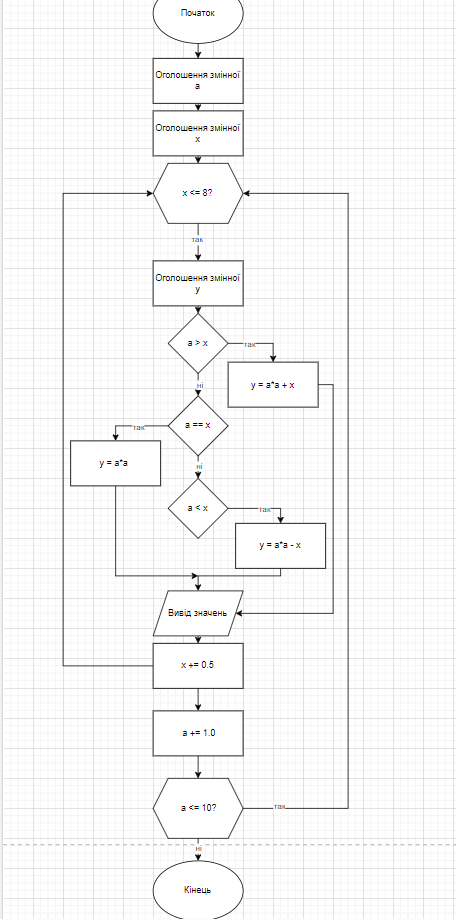 Початок
Оголошення змінної
a
Оголошення змінної
x
x <= 8?
так
Оголошення змінної
y
a > x
так
y = a*a + x
ні
a == x
так
y = a*a
ні
a < x
так
y = a*a - x
Вивід значень
x += 0.5
a += 1.0
a <= 10?
так
ні
Кінець